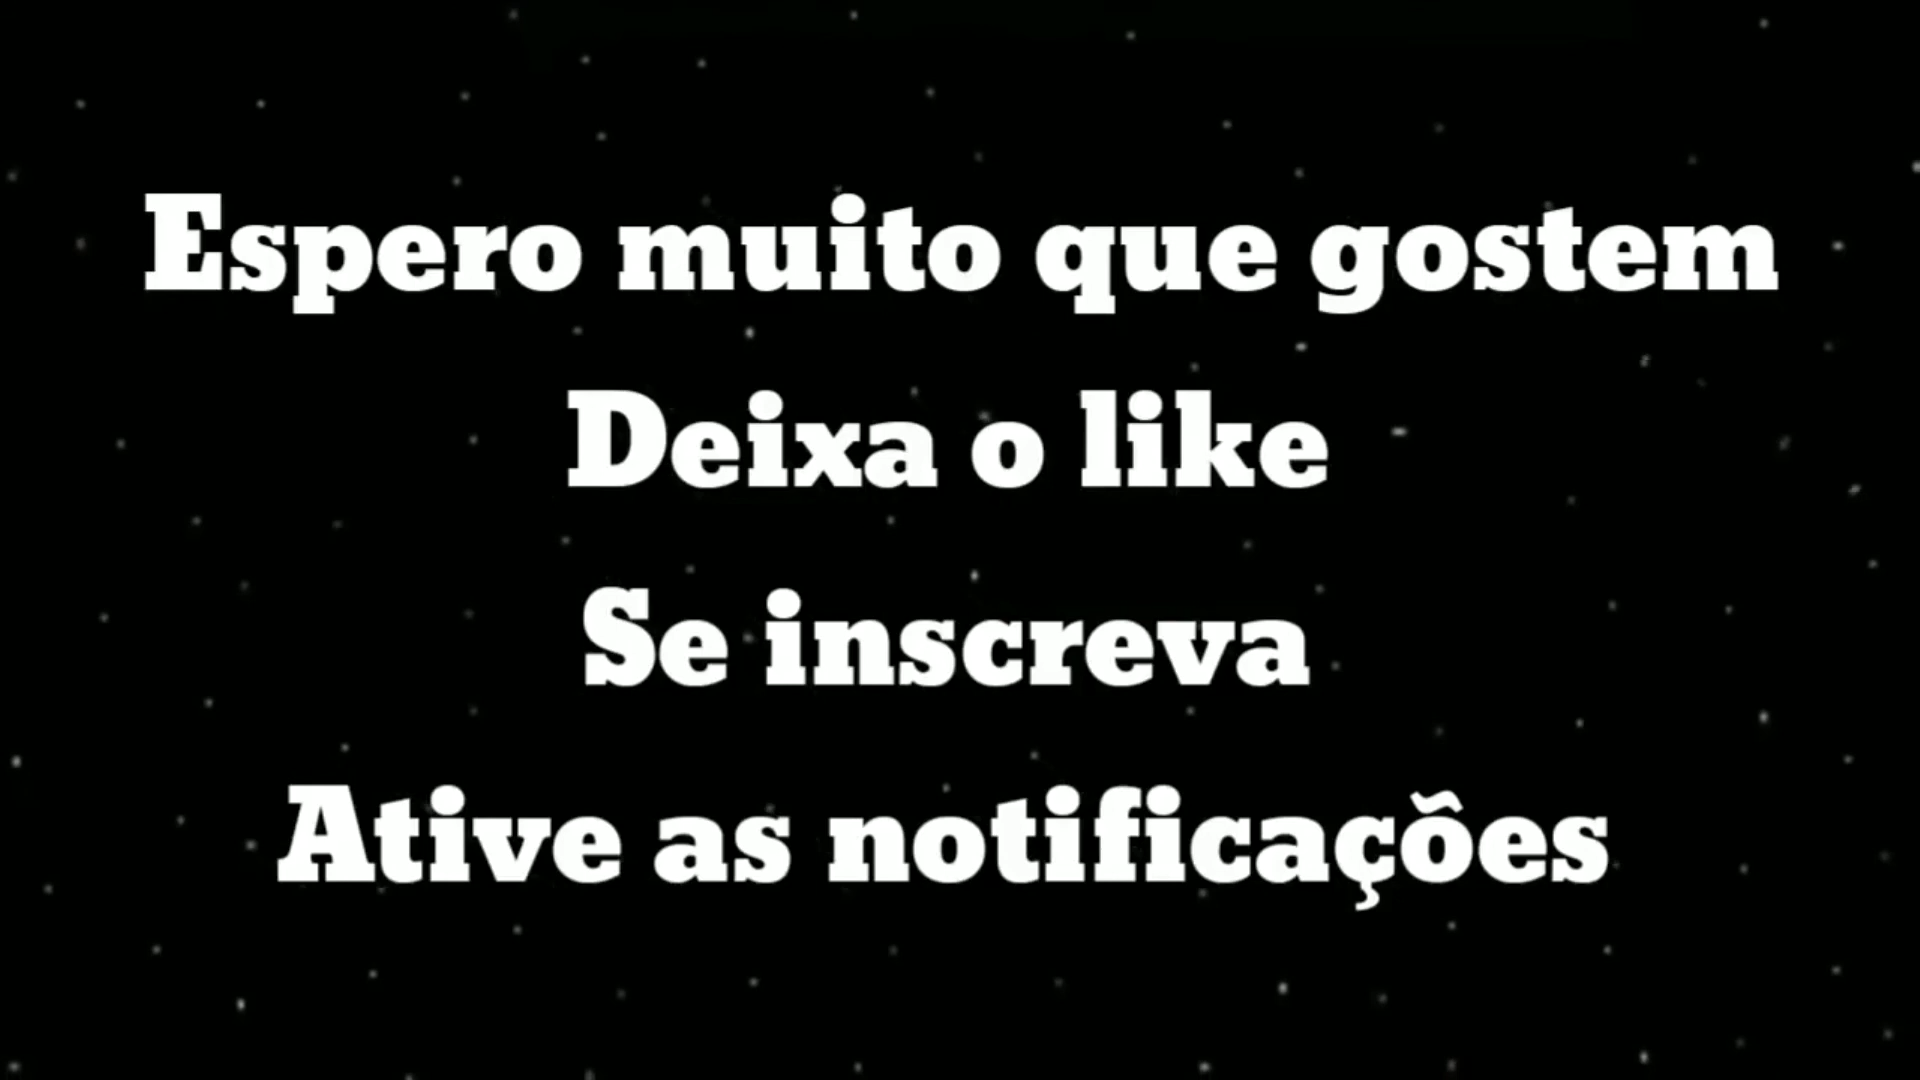 Espero muito que gostem
Deixa o like
Se inscreva
Ative as notificações